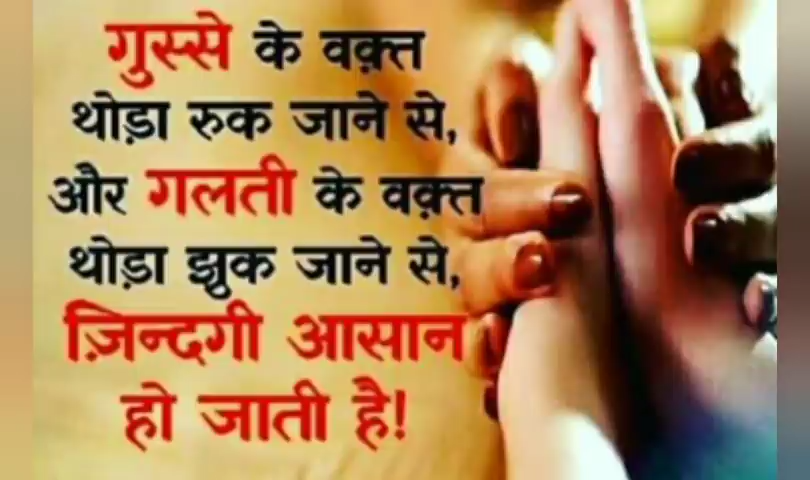 गुस्से के वक़्त
थोड़ा रुक जाने से,
और गलती के वक़्त
थोड़ा झुक जाने से,
ज़िन्दगी आसान
हो जाती है!